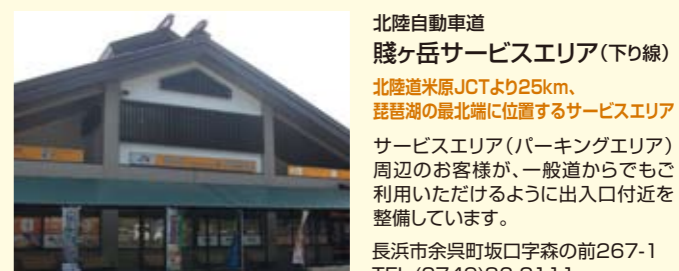 北陸自動車道
賤ヶ岳サービスエリア(下り線)
北陸道米原JCTより25km、
琵琶湖の最北端に位置するサービスエリア
サービスエリア(パーキングエリア)
周辺のお客様が、一般道からでもご
利用いただけるように出入口付近を
整備しています。
長浜市余呉町坂口字森の前267-1